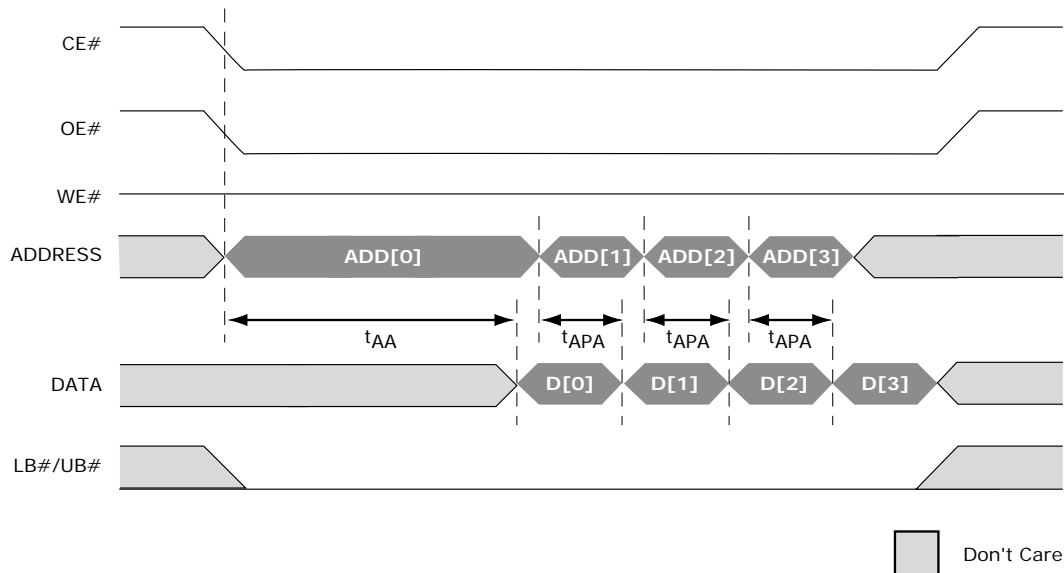 CE#
OE#
WE#
ADDRESS ADD[0] ADD[1] ADD[2] ADD[3]
tAA tAPA tAPA tAPA
DATA D[0] D[1] D[2] D[3]
LB#/UB#
Don't Care